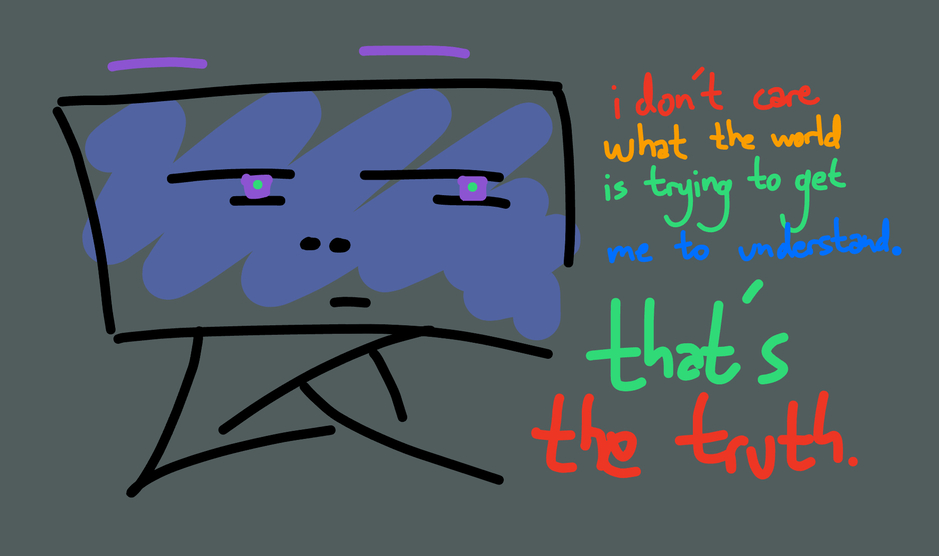 i don't care
what the world
is trying to get
me to understand.
that's
the truth.